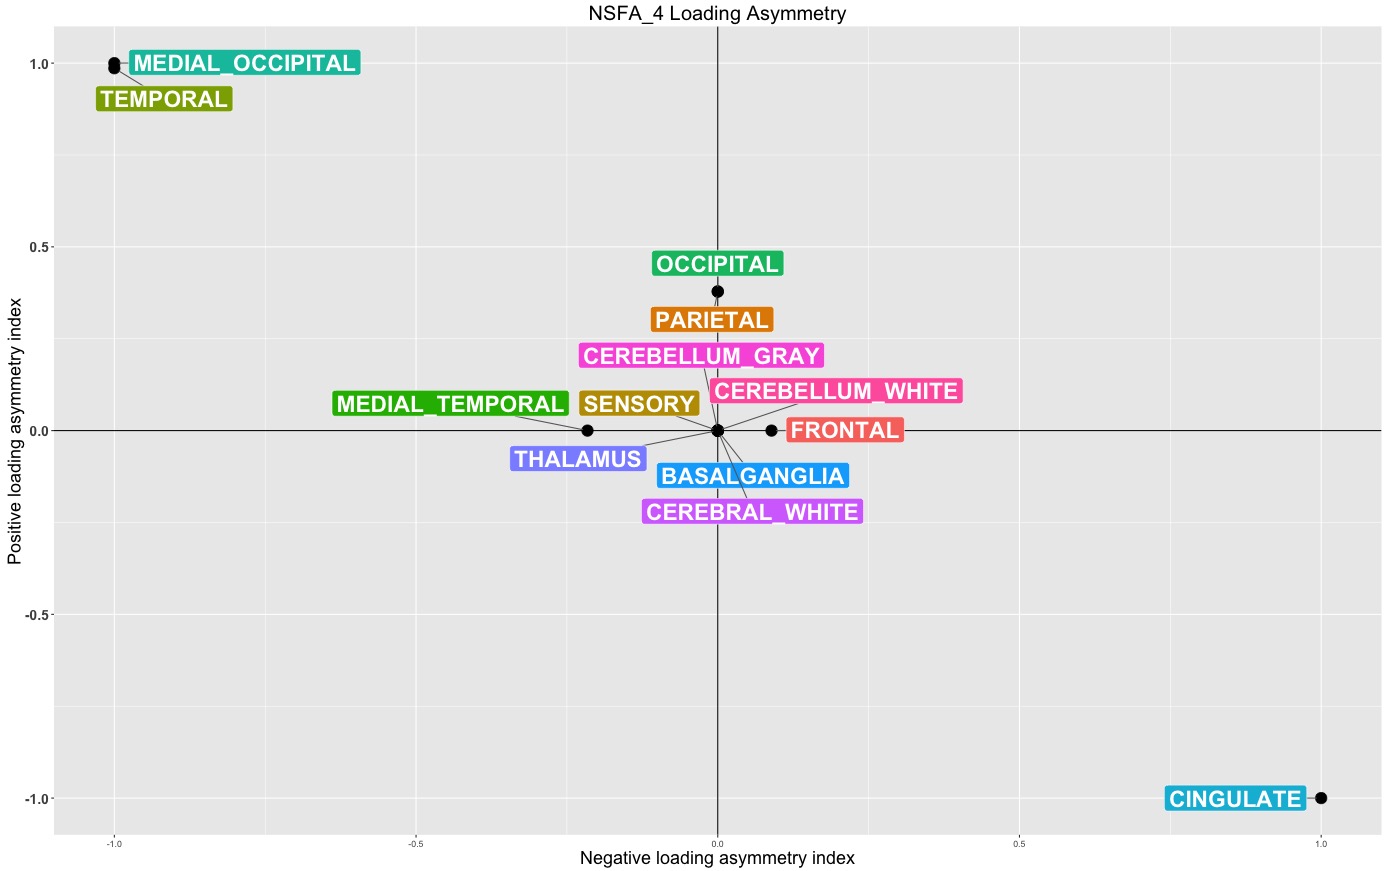 NSFA_4 Loading Asymmetry
Positive loading asymmetry index
1.0
0.5
0.0
-0.5
-1.0
MEDIAL_OCCIPITAL
TEMPORAL
OCCIPITAL
PARIETAL
CEREBELLUM_GRAY
CEREBELLUM_WHITE
MEDIAL_TEMPORAL
SENSORY
FRONTAL
THALAMUS
BASALGANGLIA
CEREBRAL_WHITE
CINGULATE
-1.0
-0.5
0.0
0.5
1.0
Negative loading asymmetry index